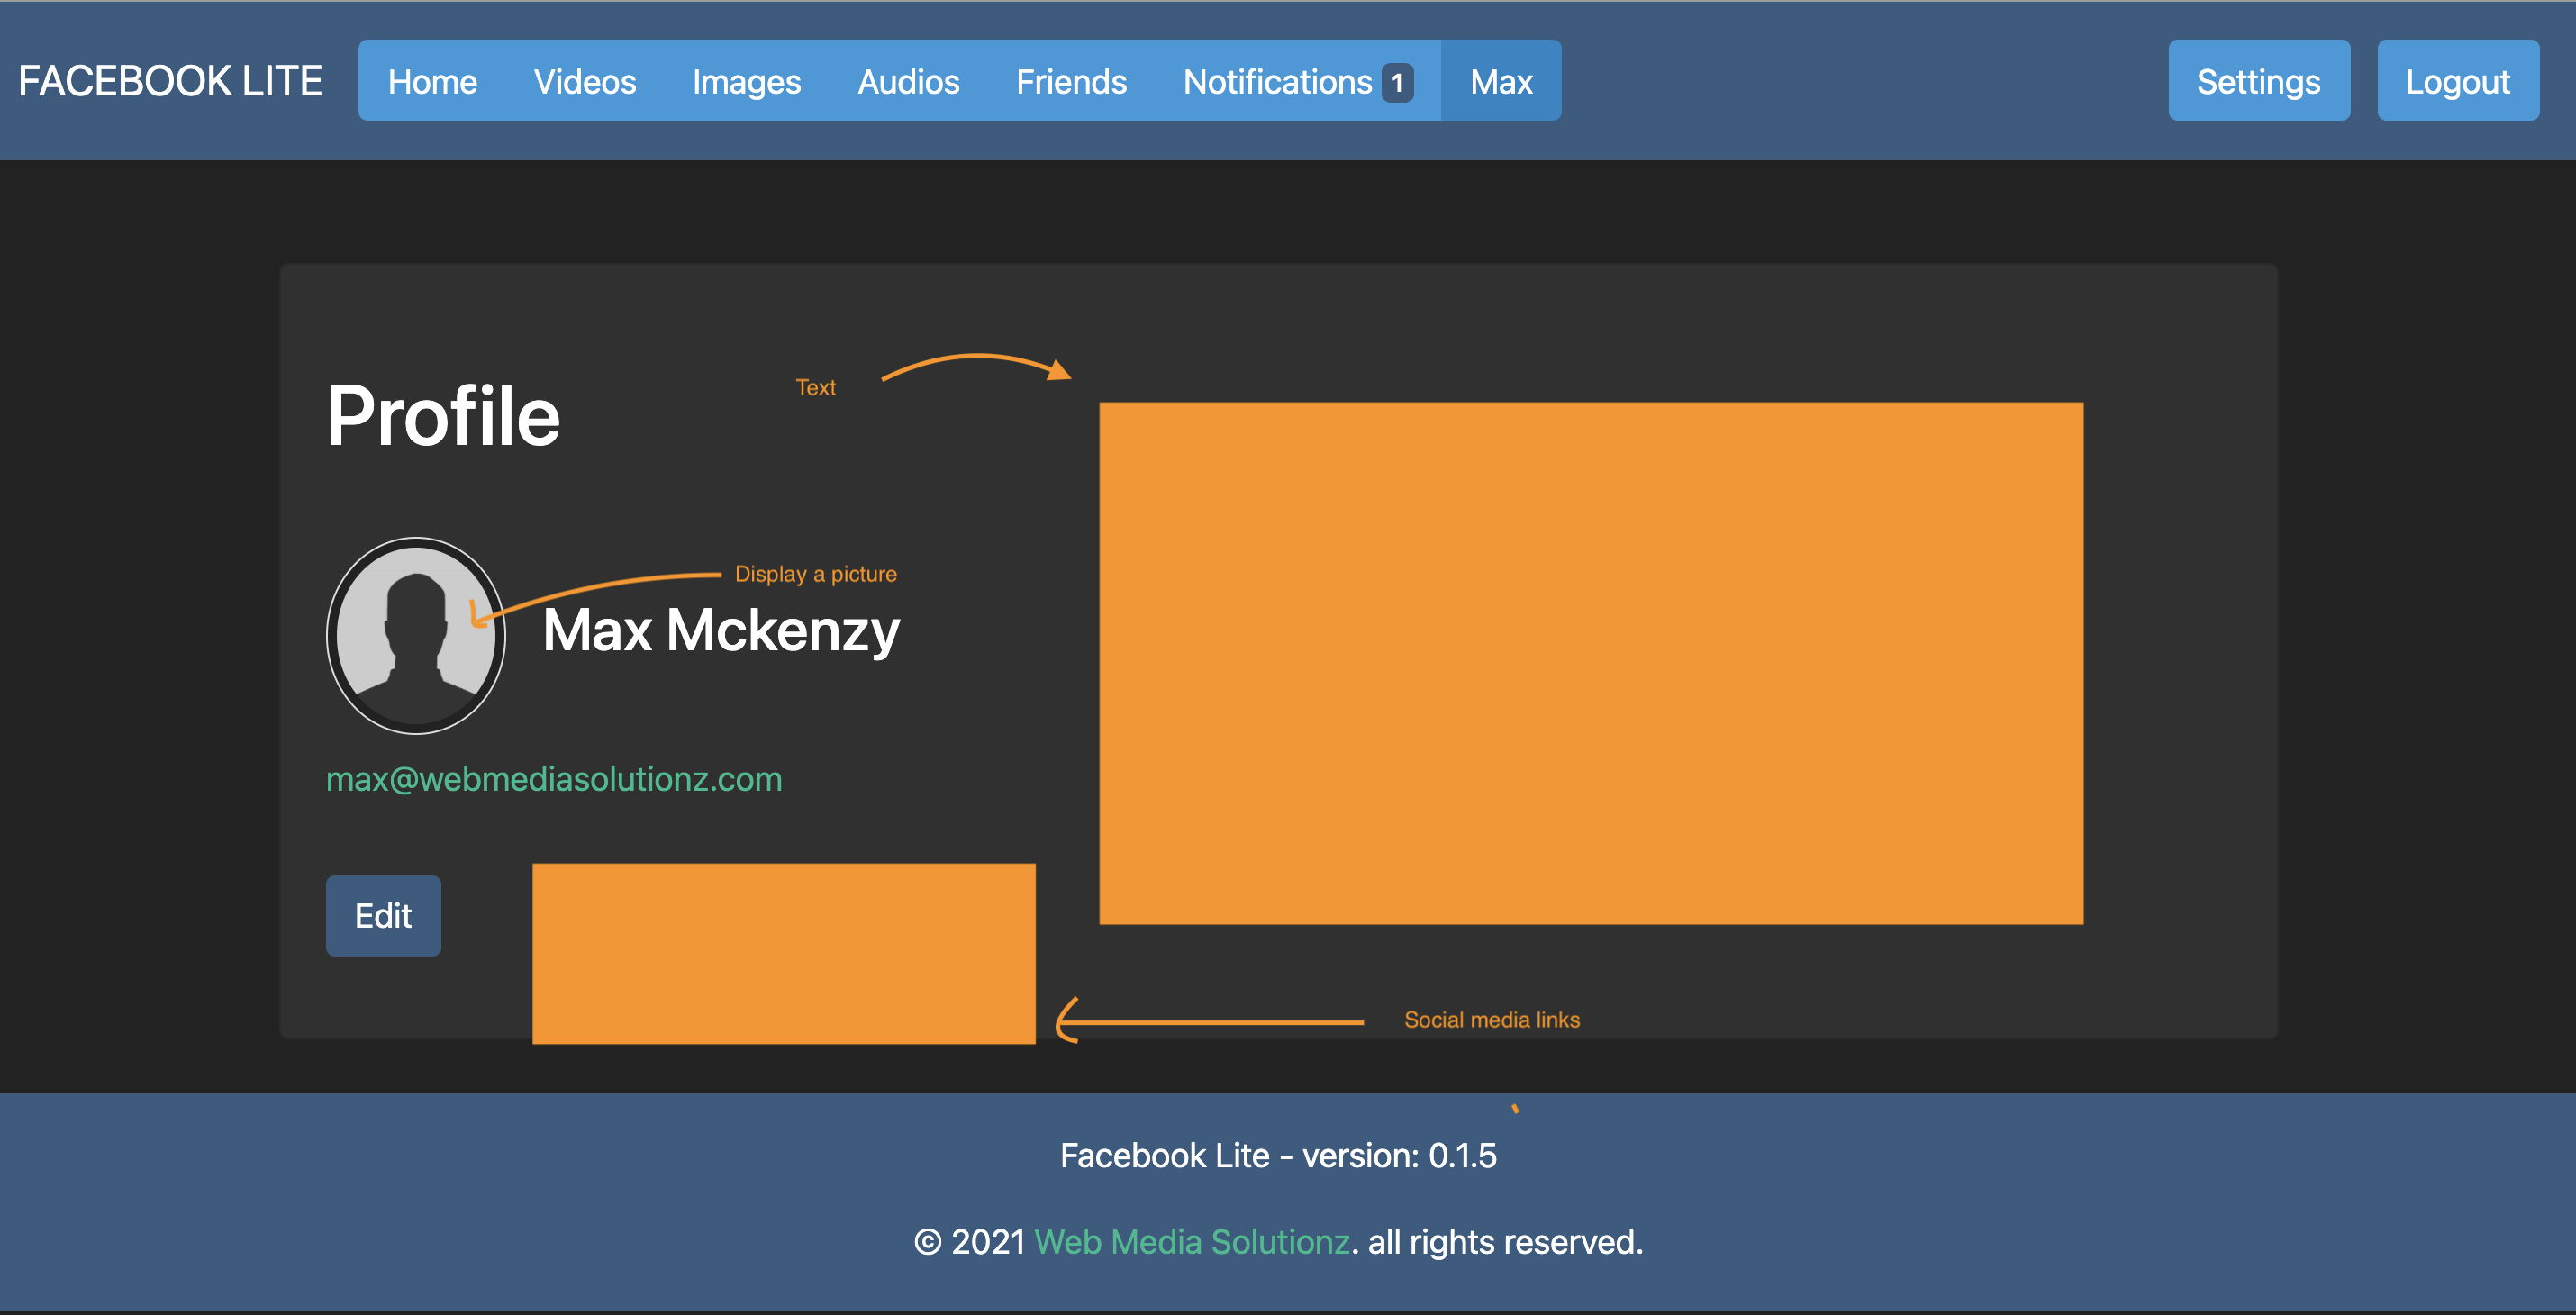 FACEBOOK LITE Home Videos Images Audios Friends Notifications 1 Max Settings Logout
Text
Profile
Display a picture
Max Mckenzy
max@webmediasolutionz.com
Edit
Social media links
Facebook Lite - version: 0.1.5
© 2021 Web Media Solutionz. all rights reserved.